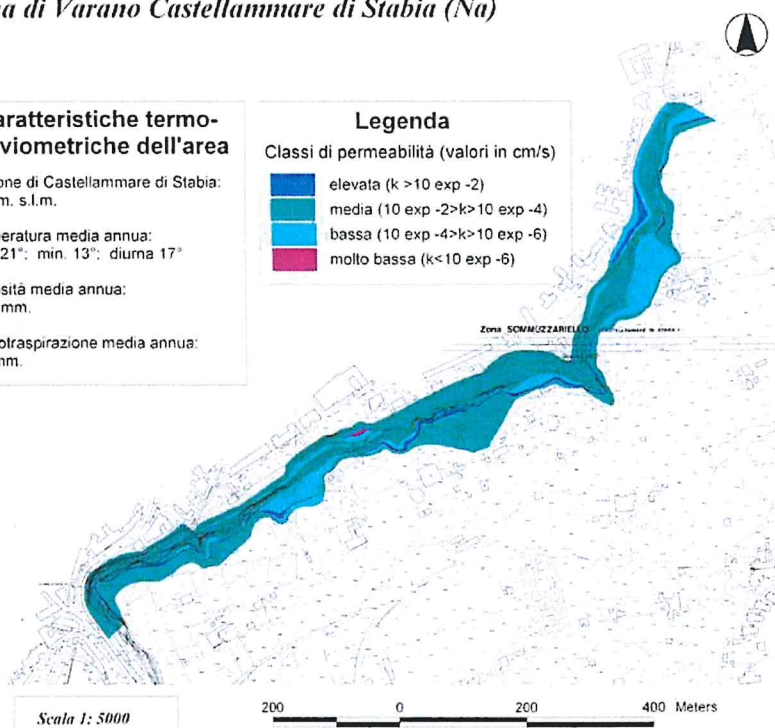 a di Varano Castellammare di Stabia (Na)
aratteristiche termo-
viometriche dell'area
one di Castellammare di Stabia:
m. s.l.m.
eratura media annua:
21°; min. 13°; diurna 17°
sità media annua:
mm.
otraspirazione media annua:
mm.
Legenda
Classi di permeabilità (valori in cm/s)
elevata (k >10 exp -2)
media (10 exp -2>k>10 exp -4)
bassa (10 exp -4>k>10 exp -6)
molto bassa (k<10 exp -6)
Zona SOMMUZZARIELLO
Scala 1: 5000
200 0 200 400 Meters